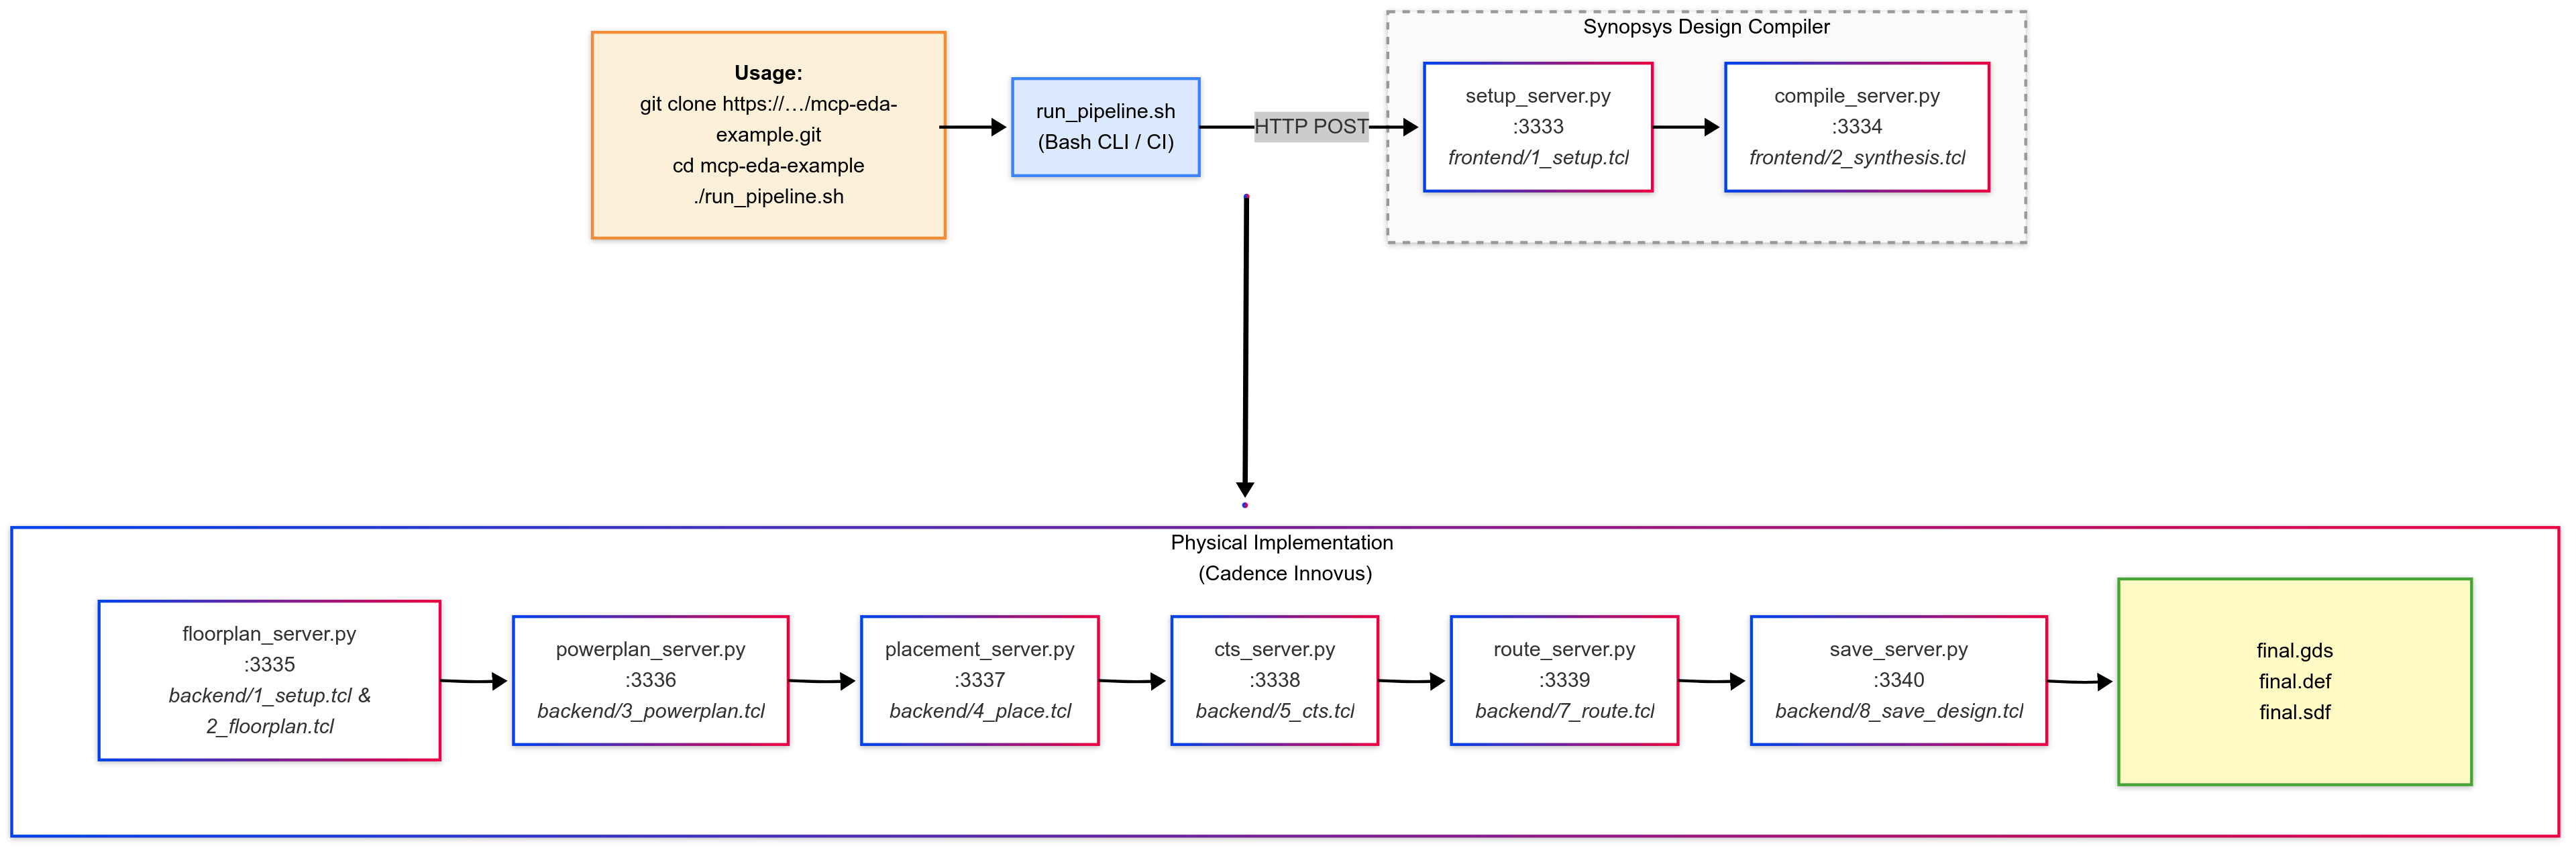 Usage:
git clone https://…/mcp-eda-
example.git
cd mcp-eda-example
./run_pipeline.sh
run_pipeline.sh
(Bash CLI / CI)
HTTP POST
Synopsys Design Compiler
setup_server.py
:3333
frontend/1_setup.tcl
compile_server.py
:3334
frontend/2_synthesis.tcl
Physical Implementation
(Cadence Innovus)
floorplan_server.py
:3335
backend/1_setup.tcl &
2_floorplan.tcl
powerplan_server.py
:3336
backend/3_powerplan.tcl
placement_server.py
:3337
backend/4_place.tcl
cts_server.py
:3338
backend/5_cts.tcl
route_server.py
:3339
backend/7_route.tcl
save_server.py
:3340
backend/8_save_design.tcl
final.gds
final.def
final.sdf